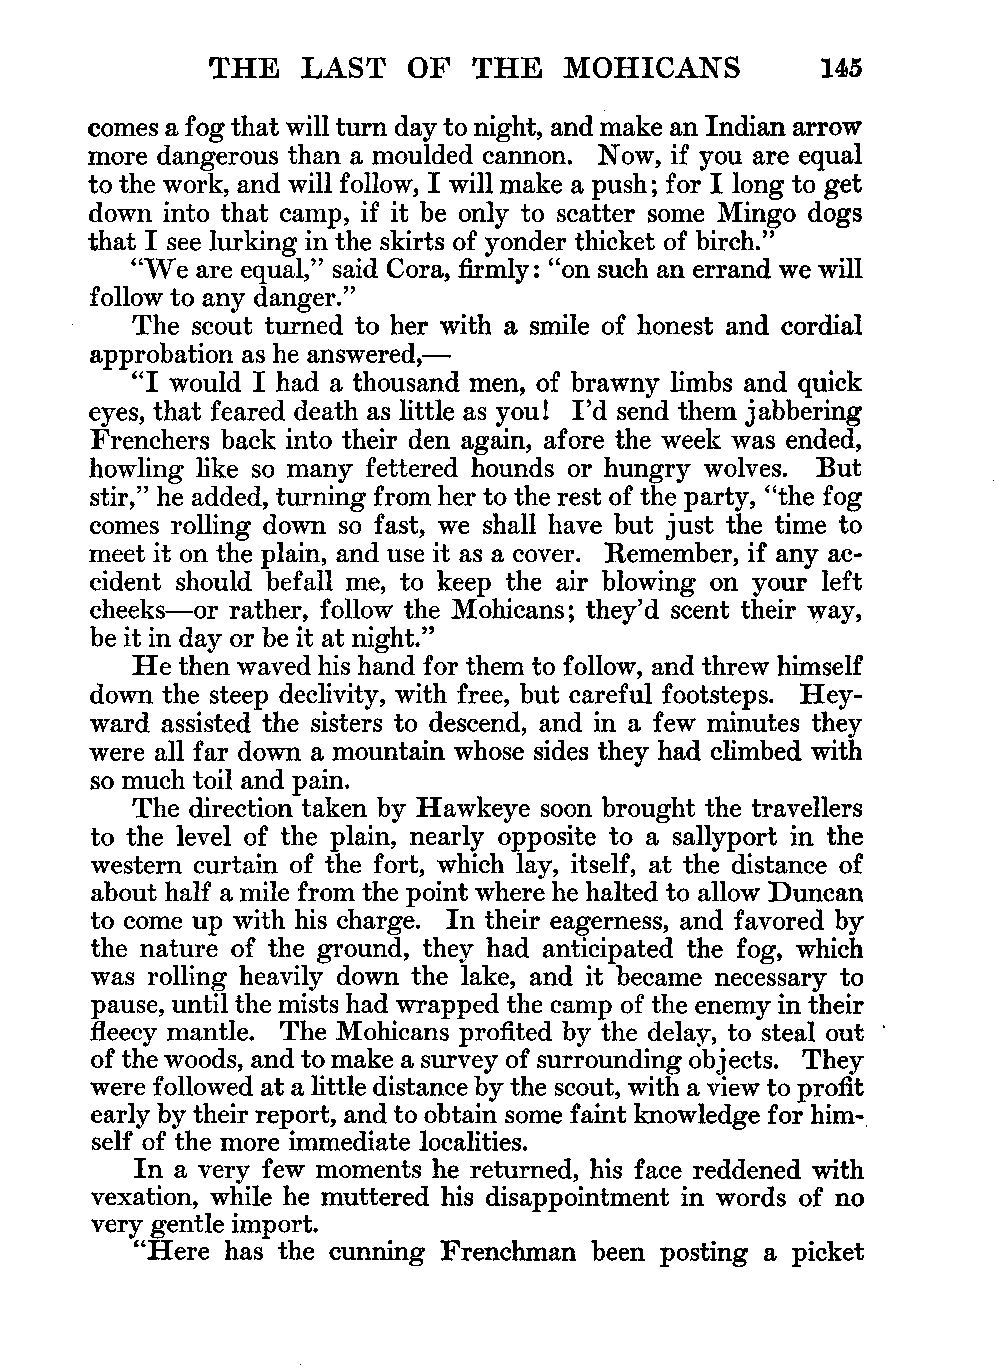 THE LAST OF THE MOHICANS 145
comes a fog that will turn day to night, and make an Indian arrow
more dangerous than a moulded cannon. Now, if you are equal
to the work, and will follow, I will make a push; for I long to get
down into that camp, if it be only to scatter some Mingo dogs
that I see lurking in the skirts of yonder thicket of birch.”
“We are equal,” said Cora, firmly: “on such an errand we will
follow to any danger.”
The scout turned to her with a smile of honest and cordial
approbation as he answered,—
“I would I had a thousand men, of brawny limbs and quick
eyes, that feared death as little as you! I’d send them jabbering
Frenchers back into their den again, afore the week was ended,
howling like so many fettered hounds or hungry wolves. But
stir,” he added, turning from her to the rest of the party, “the fog
comes rolling down so fast, we shall have but just the time to
meet it on the plain, and use it as a cover. Remember, if any ac-
cident should befall me, to keep the air blowing on your left
cheeks—or rather, follow the Mohicans; they’d scent their way,
be it in day or be it at night.”
He then waved his hand for them to follow, and threw himself
down the steep declivity, with free, but careful footsteps. Hey-
ward assisted the sisters to descend, and in a few minutes they
were all far down a mountain whose sides they had climbed with
so much toil and pain.
The direction taken by Hawkeye soon brought the travellers
to the level of the plain, nearly opposite to a sallyport in the
western curtain of the fort, which lay, itself, at the distance of
about half a mile from the point where he halted to allow Duncan
to come up with his charge. In their eagerness, and favored by
the nature of the ground, they had anticipated the fog, which
was rolling heavily down the lake, and it became necessary to
pause, until the mists had wrapped the camp of the enemy in their
fleecy mantle. The Mohicans profited by the delay, to steal out
of the woods, and to make a survey of surrounding objects. They
were followed at a little distance by the scout, with a view to profit
early by their report, and to obtain some faint knowledge for him-
self of the more immediate localities.
In a very few moments he returned, his face reddened with
vexation, while he muttered his disappointment in words of no
very gentle import.
“Here has the cunning Frenchman been posting a picket